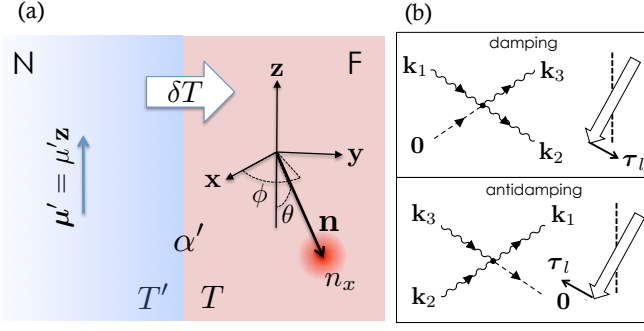 (a)
N
F
δT
z
μ′ = μ′z
x
y
ϕ
θ
n
α′
n_x
T′
T
(b)
damping
k₁
k₃
0
k₂
τ_l
antidamping
k₃
k₁
τ_l
k₂
0